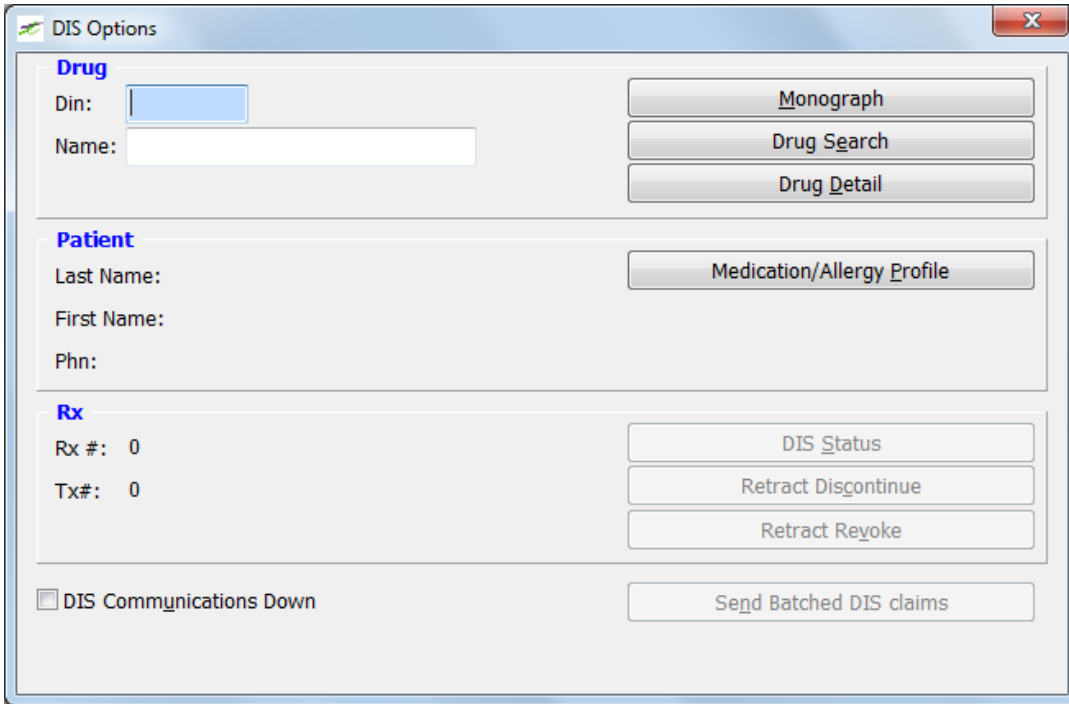 DIS Options
Drug
Din:
Monograph
Name:
Drug Search
Drug Detail
Patient
Last Name:
Medication/Allergy Profile
First Name:
Phn:
Rx
Rx #: 0
DIS Status
Tx#: 0
Retract Discontinue
Retract Revoke
DIS Communications Down
Send Batched DIS claims